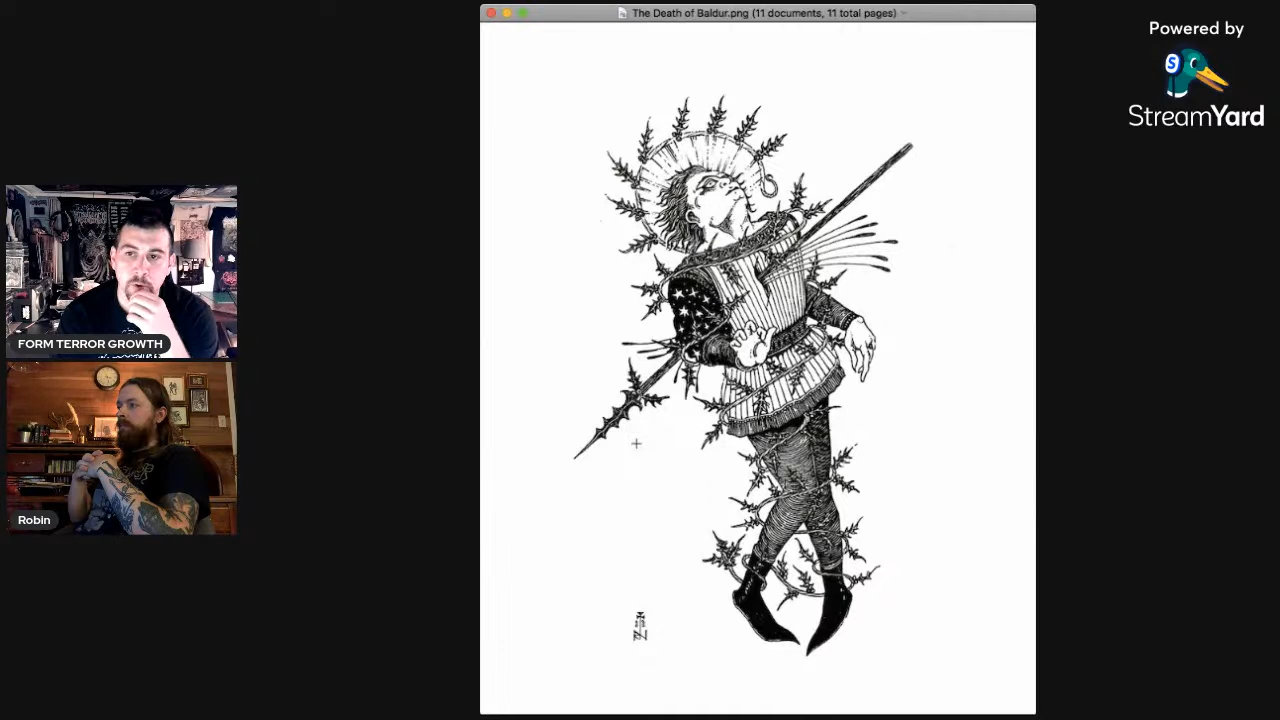 The Death of Baldur.png (11 documents, 11 total pages)
Powered by
StreamYard
FORM TERROR GROWTH
Robin